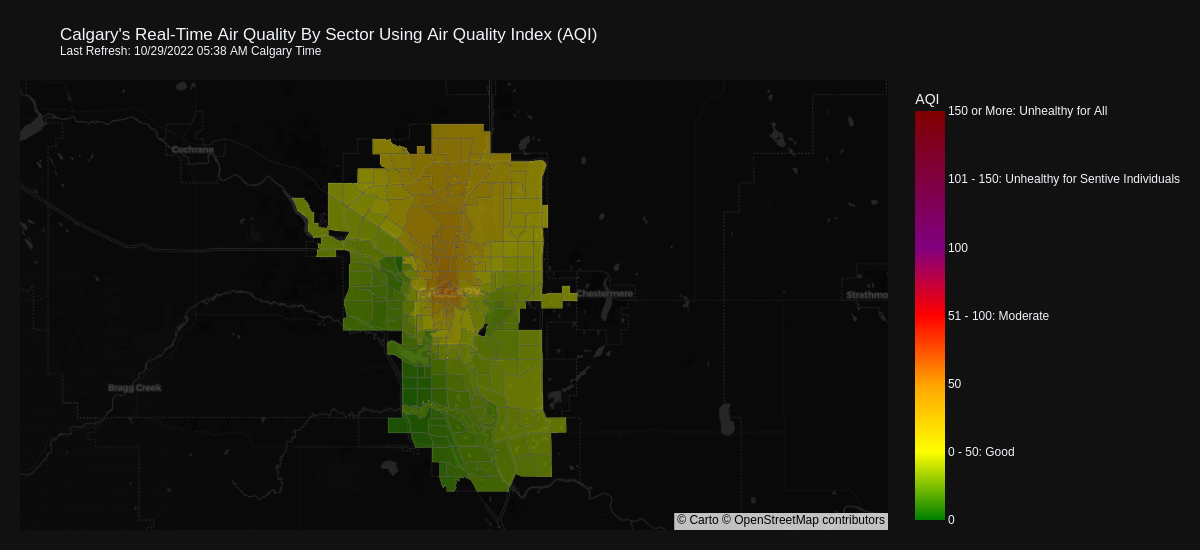 Calgary's Real-Time Air Quality By Sector Using Air Quality Index (AQI)
Last Refresh: 10/29/2022 05:38 AM Calgary Time
AQI
150 or More: Unhealthy for All
Cochrane
101 - 150: Unhealthy for Sentive Individuals
100
Chestermere
Strathmo
51 - 100: Moderate
50
Bragg Creek
0 - 50: Good
0
© Carto © OpenStreetMap contributors